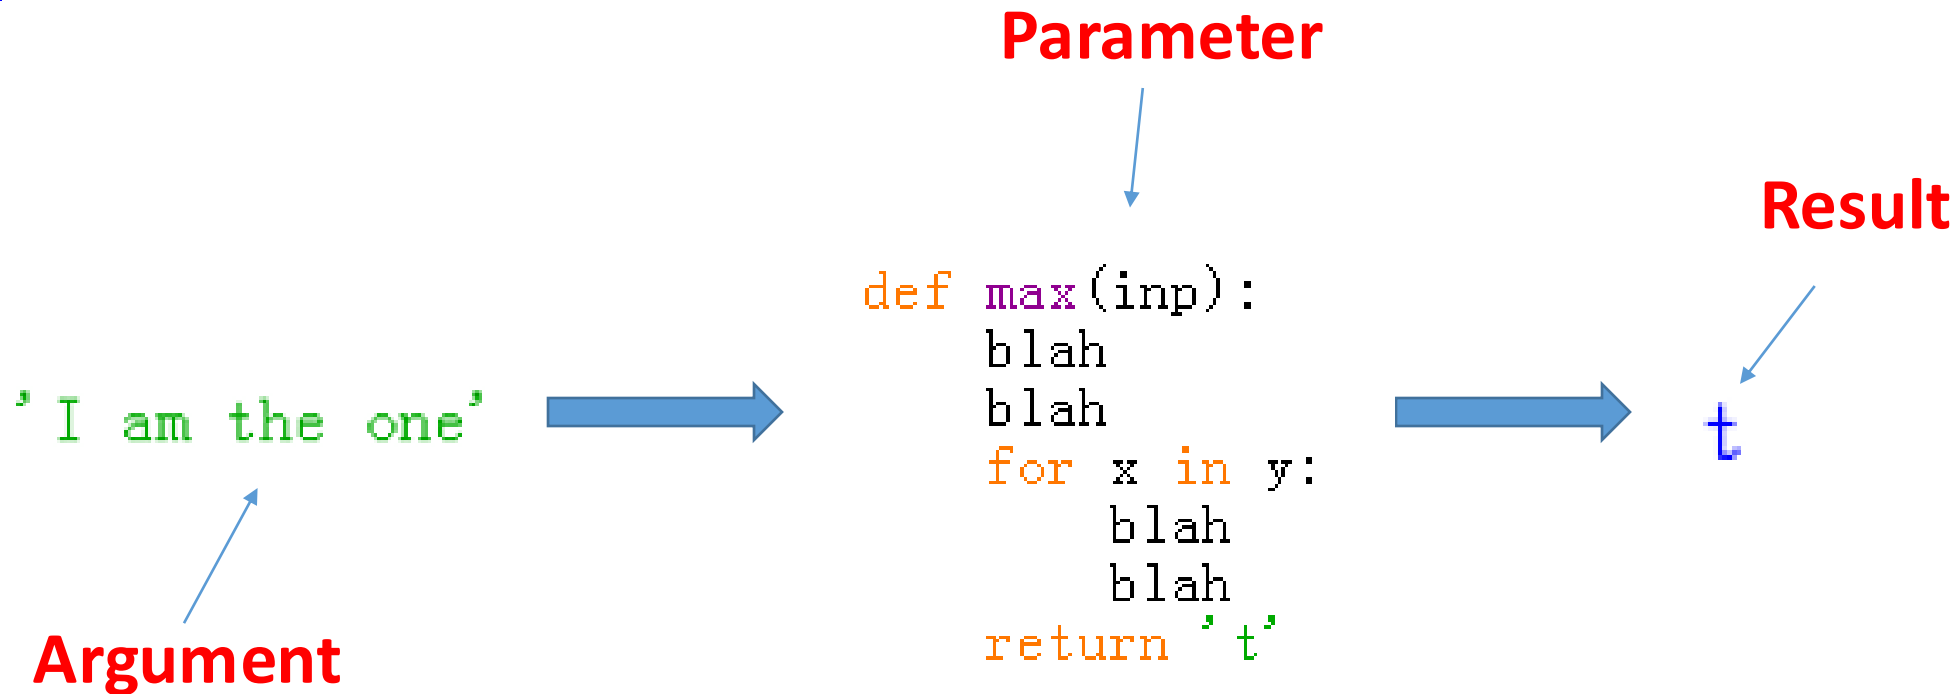 Parameter
Result
def max(inp):
    blah
    blah
'I am the one'
t
    for x in y:
        blah
        blah
    return 't'
Argument